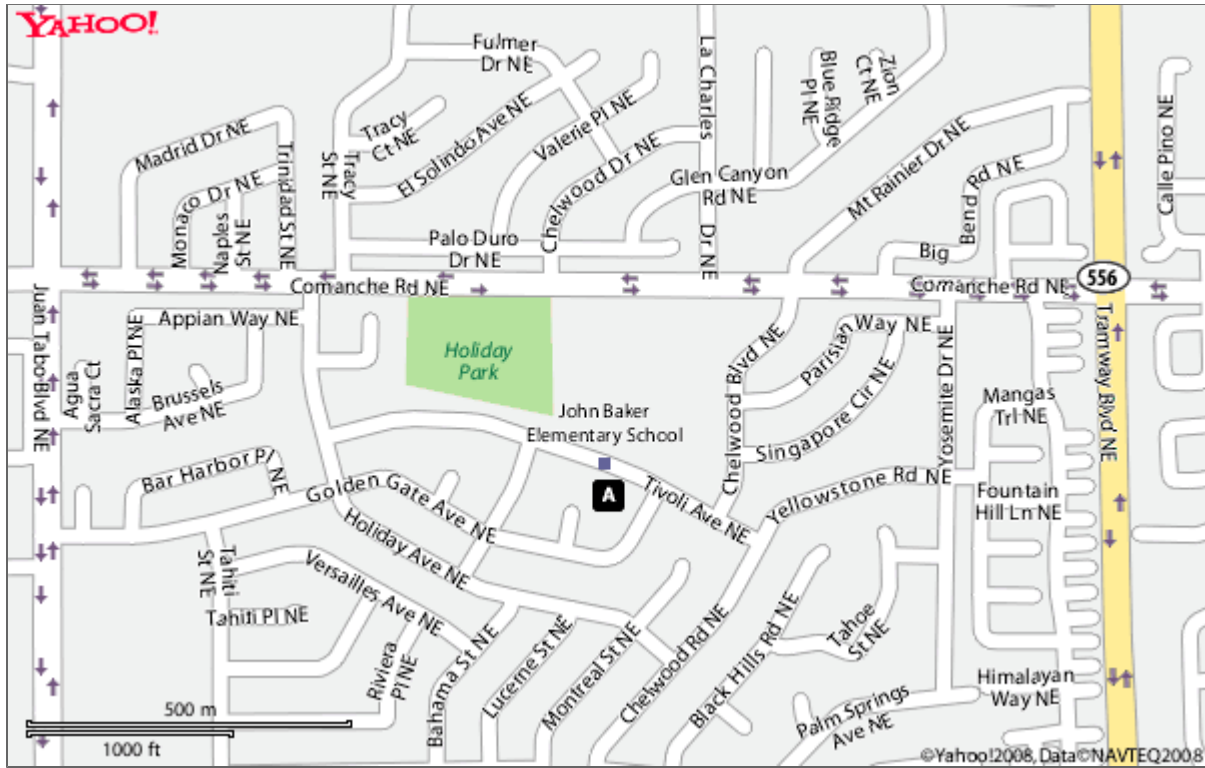 YAHOO!
Fulmer
Dr NE
La Charles
Dr NE
Blue Ridge
Pl NE
Zion
Ct NE
Calle Pino NE
Madrid Dr NE
Trinidad St NE
Tracy
St NE
Tracy
Ct NE
El Solindo Ave NE
Valerie Pl NE
Chelwood Dr NE
Glen Canyon
Rd NE
Mt Rainier Dr NE
Big
Bend Rd NE
Monaco Dr NE
Naples
St NE
Palo Duro
Dr NE
Comanche Rd NE
Comanche Rd NE
556
Juan Tabo Blvd NE
Appian Way NE
Alaska Pl NE
Agua
Sacra Ct
Brussels
Ave NE
Holiday
Park
John Baker
Elementary School
A
Chelwood Blvd NE
Parisian Way NE
Singapore Cir NE
Yosemite Dr NE
Mangas
Trl NE
Tramway Blvd NE
Bar Harbor Pl NE
Golden Gate Ave NE
Tivoli Ave NE
Yellowstone Rd NE
Fountain
Hill Ln NE
Holiday Ave NE
Tahiti
St NE
Versailles Ave NE
Tahiti Pl NE
Riviera
Pl NE
Bahama St NE
Lucerne St NE
Montreal St NE
Chelwood Rd NE
Black Hills Rd NE
Tahoe
St NE
Palm Springs
Ave NE
Himalayan
Way NE
500 m
1000 ft
©Yahoo!2008, Data©NAVTEQ2008